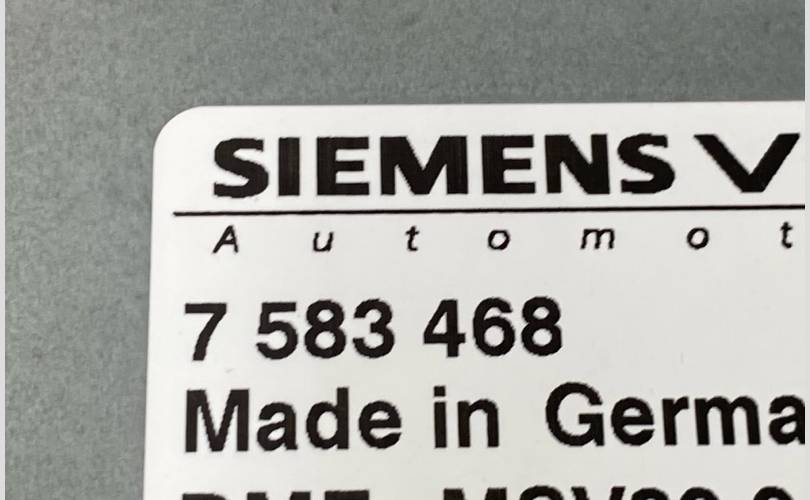 SIEMENS V
Automot
7 583 468
Made in Germa